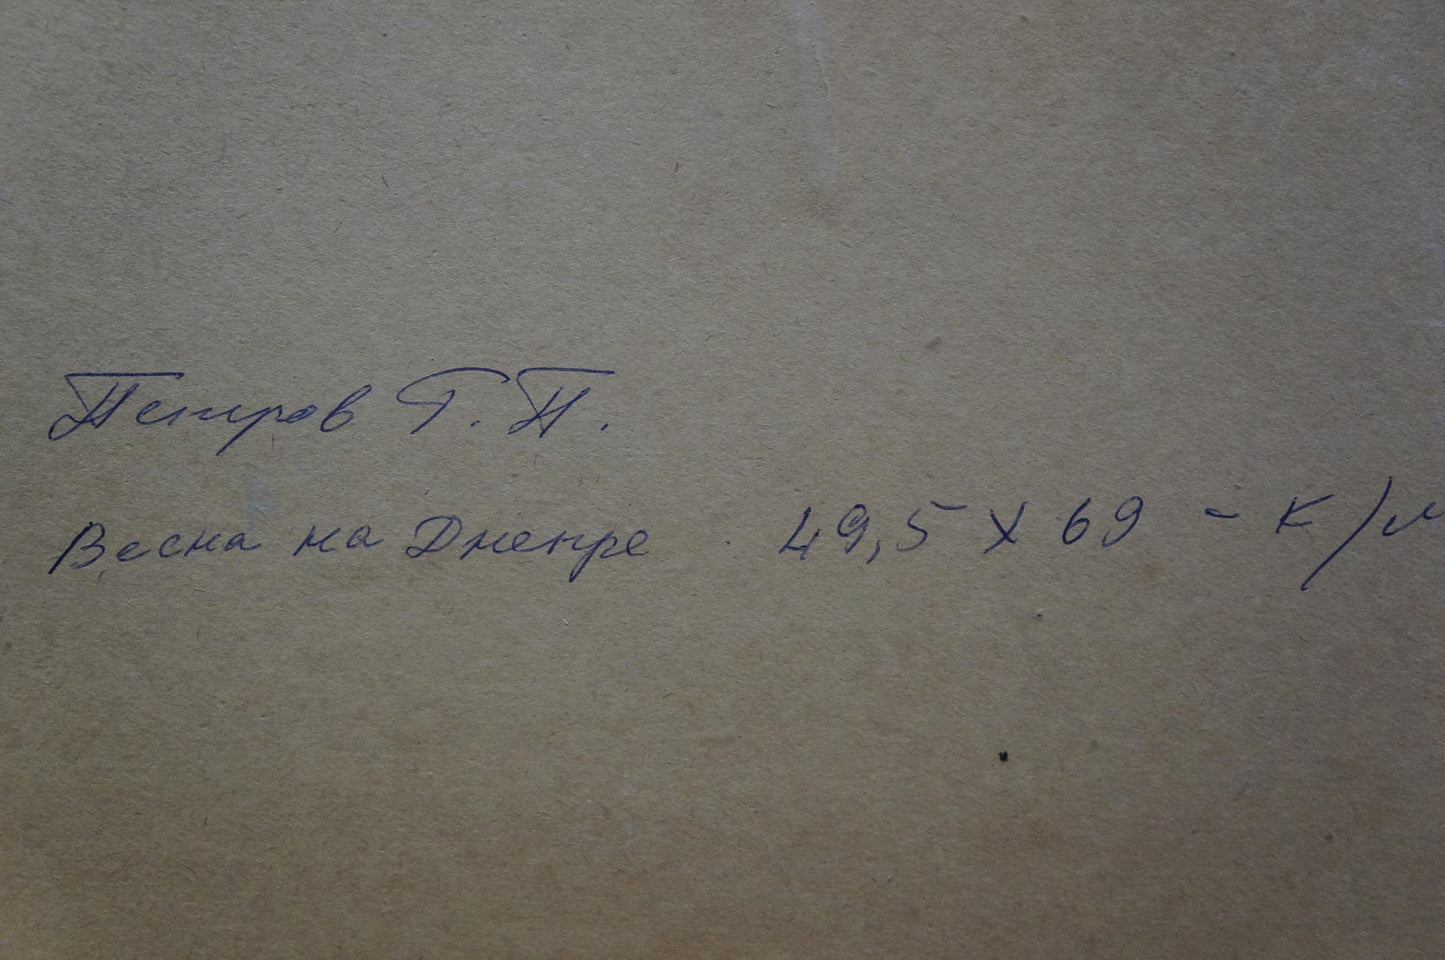 Петров Г. П.
Весна на Днепре 49,5 х 69 - к/м